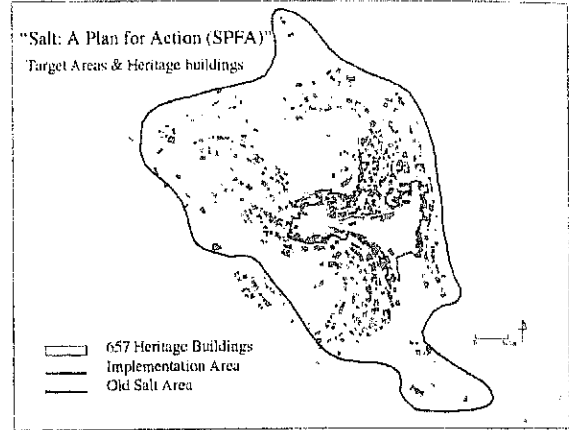 "Salt: A Plan for Action (SPFA)"
Target Areas & Heritage buildings
657 Heritage Buildings
Implementation Area
Old Salt Area